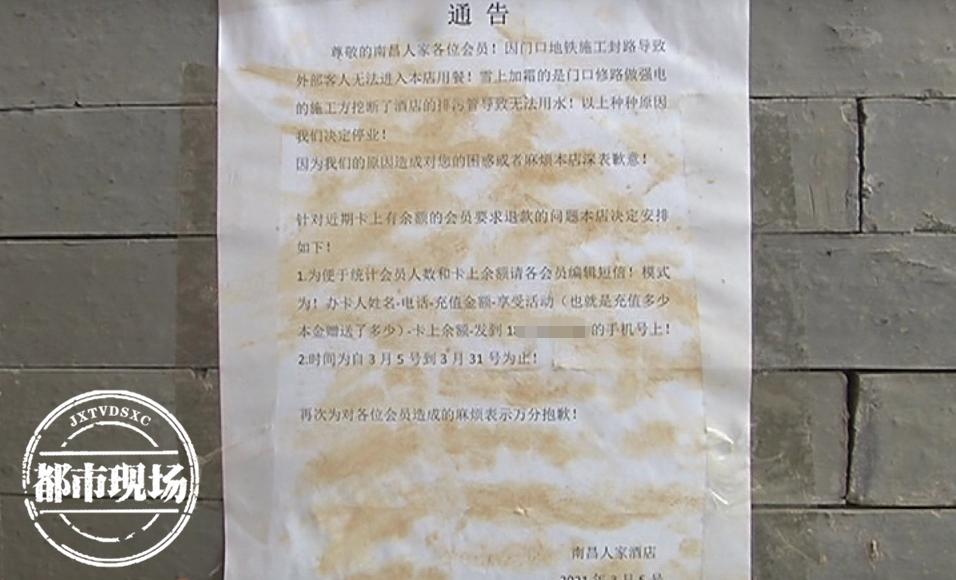 通告
尊敬的南昌人家各位会员！因门口地铁施工封路导致
外部客人无法进入本店用餐！雪上加霜的是门口修路做强电
的施工方挖断了酒店的排污管导致无法用水！以上种种原因
我们决定停业！
因为我们的原因造成对您的困惑或者麻烦本店深表歉意！
针对近期卡上有余额的会员要求退款的问题本店决定安排
如下！
1.为便于统计会员人数和卡上余额请各会员编辑短信！模式
为！办卡人姓名-电话-充值金额-享受活动（也就是充值多少
本金赠送了多少）-卡上余额-发到 1 的手机号上！
2.时间为自 3 月 5 号到 3 月 31 号为止！
再次为对各位会员造成的麻烦表示万分抱歉！
南昌人家酒店
2021 年 3 月 5 号
JXTVDSXC
都市现场